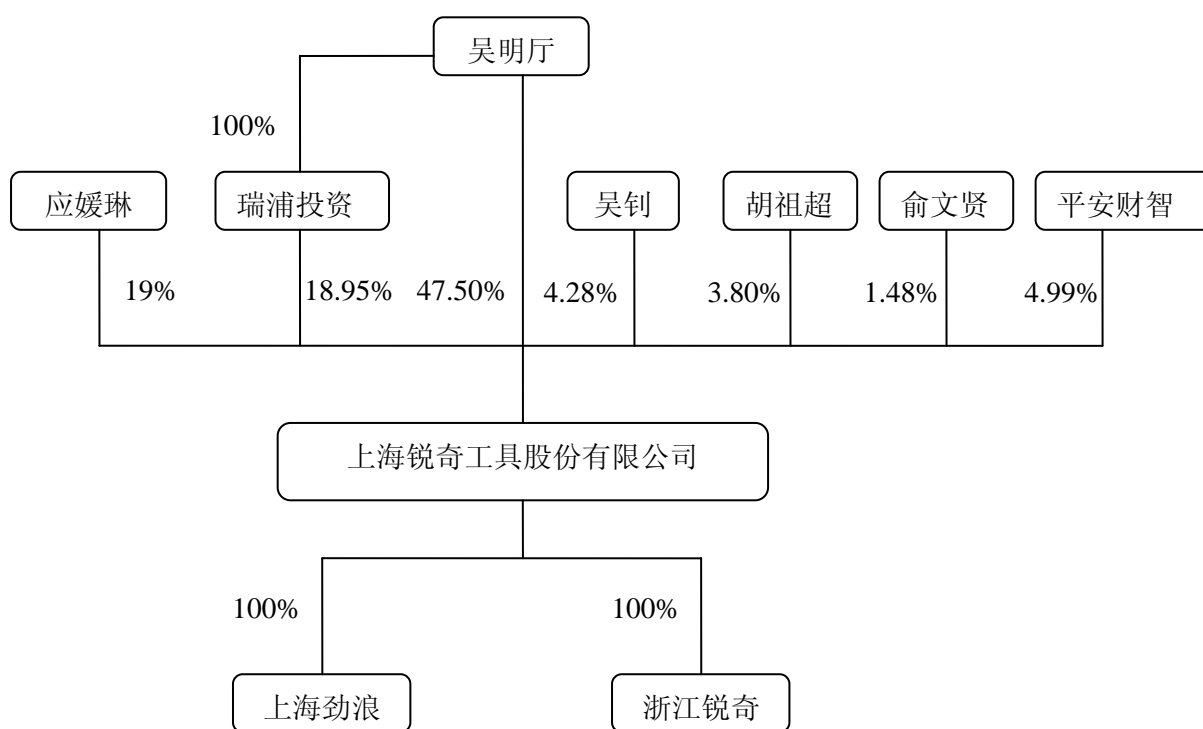 吴明厅
100%
应媛琳
瑞浦投资
吴钊
胡祖超
俞文贤
平安财智
19%
18.95%
47.50%
4.28%
3.80%
1.48%
4.99%
上海锐奇工具股份有限公司
100%
100%
上海劲浪
浙江锐奇